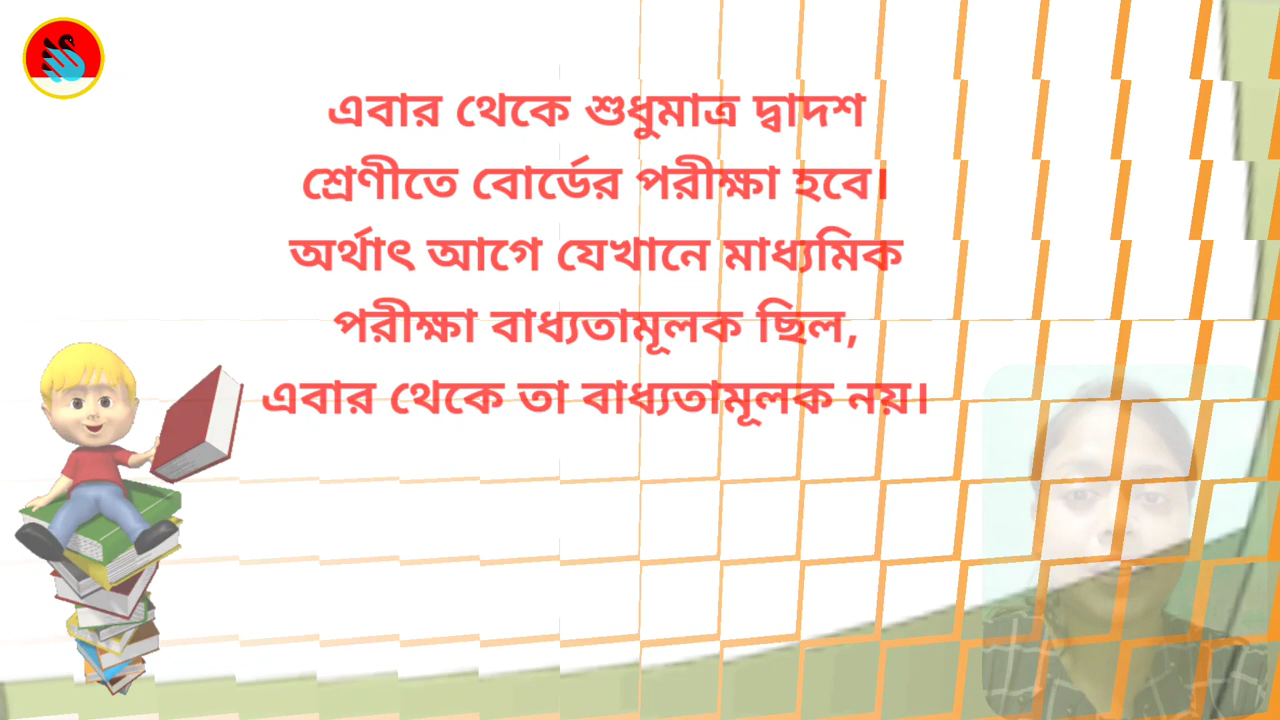 এবার থেকে শুধুমাত্র দ্বাদশ
শ্রেণীতে বোর্ডের পরীক্ষা হবে।
অর্থাৎ আগে যেখানে মাধ্যমিক
পরীক্ষা বাধ্যতামূলক ছিল,
এবার থেকে তা বাধ্যতামূলক নয়।